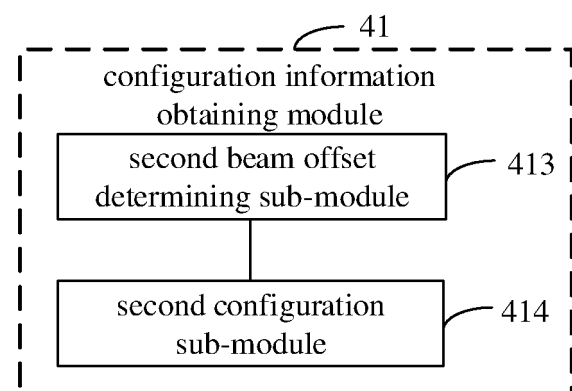 41
configuration information
obtaining module
second beam offset
determining sub-module
413
second configuration
sub-module
414